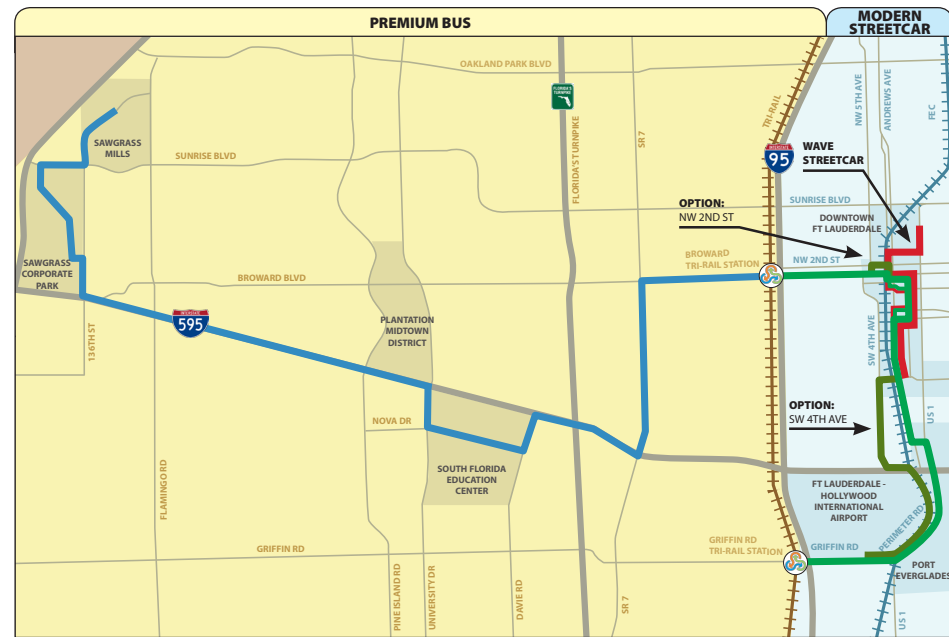 PREMIUM BUS
MODERN
STREETCAR
OAKLAND PARK BLVD
FLORIDA'S
TURNPIKE
TRI-RAIL
NW 5TH AVE
ANDREWS AVE
FEC
SAWGRASS
MILLS
SUNRISE BLVD
FLORIDA'S TURNPIKE
SR 7
INTERSTATE
95
WAVE
STREETCAR
OPTION:
NW 2ND ST
SUNRISE BLVD
DOWNTOWN
FT LAUDERDALE
SAWGRASS
CORPORATE
PARK
BROWARD BLVD
BROWARD
TRI-RAIL STATION
NW 2ND ST
136TH ST
INTERSTATE
595
PLANTATION
MIDTOWN
DISTRICT
SW 4TH AVE
OPTION:
SW 4TH AVE
US 1
NOVA DR
SOUTH FLORIDA
EDUCATION
CENTER
FLAMINGO RD
FT LAUDERDALE -
HOLLYWOOD
INTERNATIONAL
AIRPORT
PERIMETER RD
GRIFFIN RD
GRIFFIN RD
TRI-RAIL STATION
GRIFFIN RD
PORT
EVERGLADES
PINE ISLAND RD
UNIVERSITY DR
DAVIE RD
SR 7
US 1